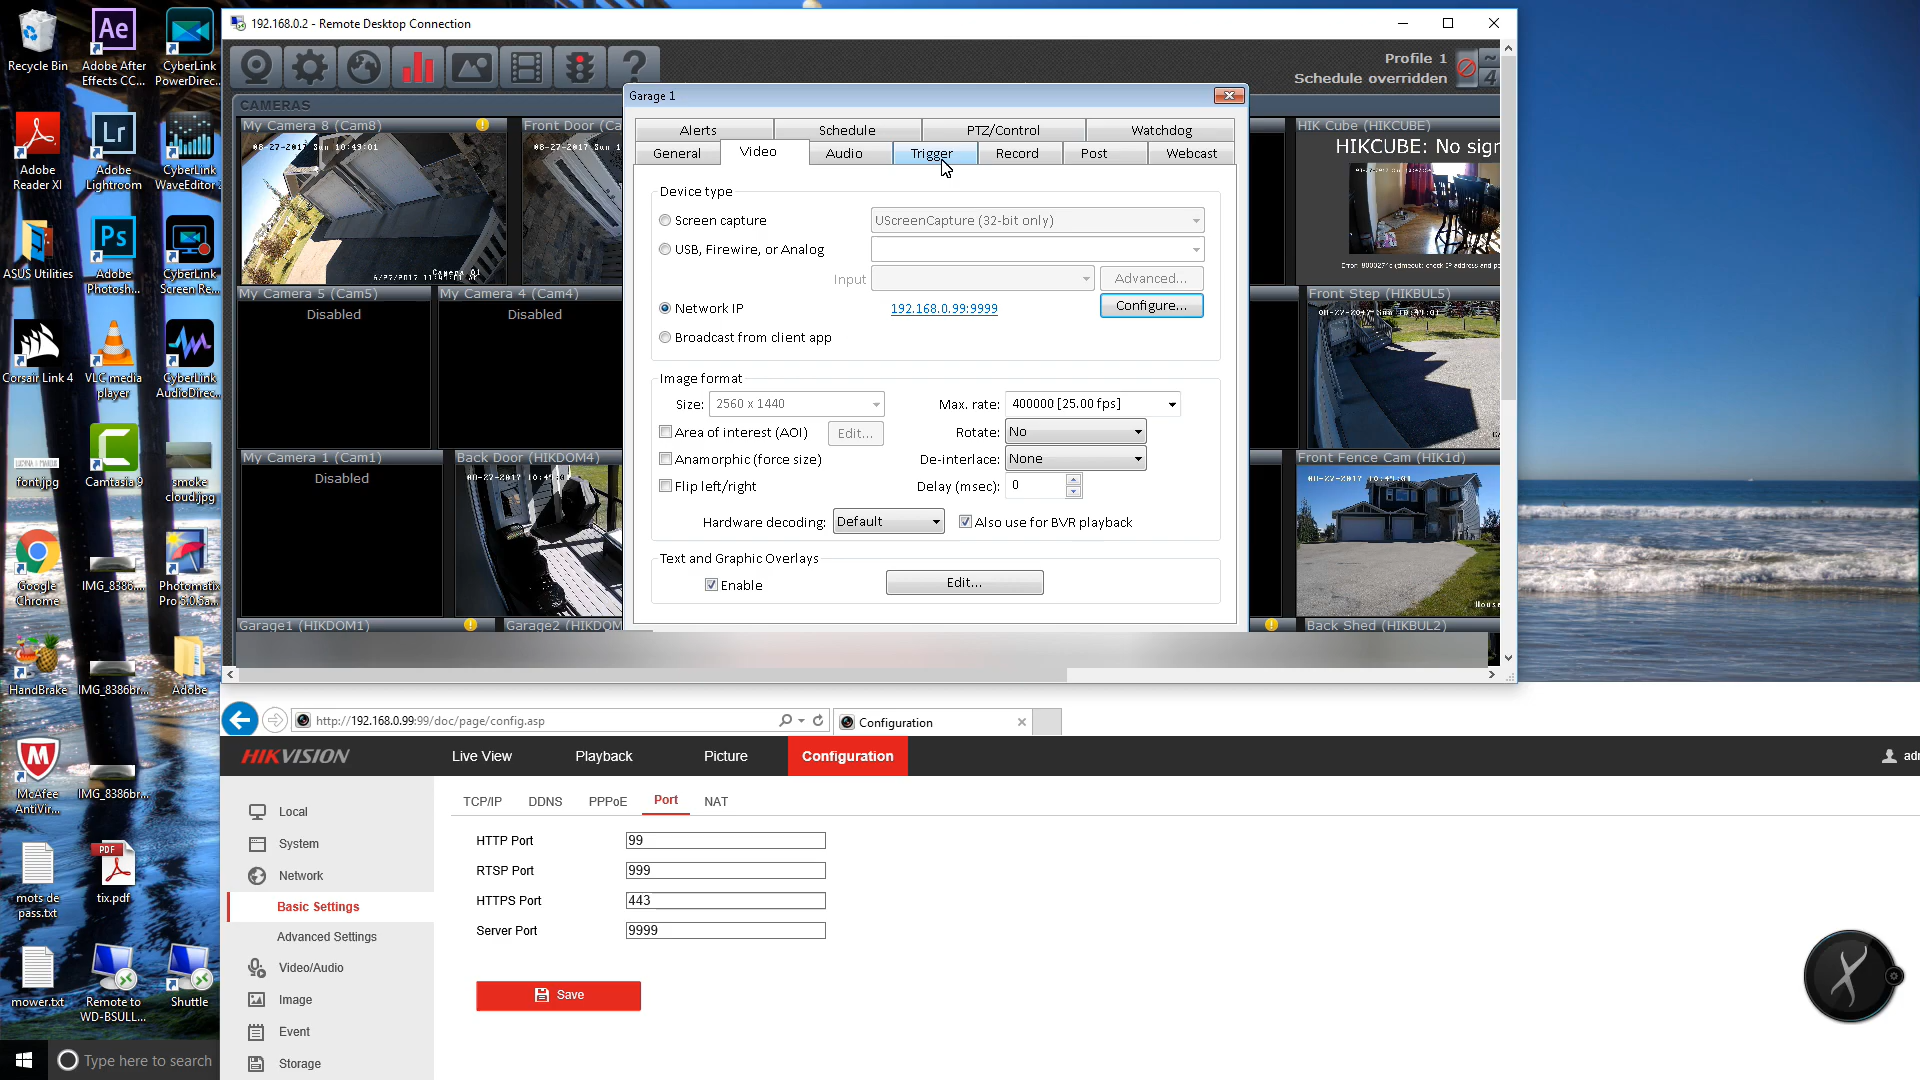 Recycle Bin
Adobe After
Effects CC...
CyberLink
PowerDirec...
Adobe
Reader XI
Adobe
Lightroom
CyberLink
WaveEditor
ASUS Utilities
Adobe
Photosh...
CyberLink
Screen Re...
Corsair Link 4
VLC media
player
CyberLink
AudioDirec...
font.jpg
Camtasia 9
smoke
cloud.jpg
Google
Chrome
IMG_8386....
Photomatix
HandBrake
IMG_8386br...
Adobe
McAfee
AntiVir...
IMG_8386br...
mots de
pass.txt
tix.pdf
mower.txt
Remote to
WD-BSULL...
Shuttle
Type here to search
192.168.0.2 - Remote Desktop Connection
Profile 1
Schedule overridden
CAMERAS
My Camera 8 (Cam8)
Front Door (Ca
HIK Cube (HIKCUBE)
HIKCUBE: No sigr
My Camera 5 (Cam5)
Disabled
My Camera 4 (Cam4)
Disabled
Front Step (HIKBUL5)
My Camera 1 (Cam1)
Disabled
Back Door (HIKDOM4)
Front Fence Cam (HIK1d)
Garage1 (HIKDOM1)
Garage2 (HIKDOM
Back Shed (HIKBUL2)
Garage 1
Alerts
Schedule
PTZ/Control
Watchdog
General
Video
Audio
Trigger
Record
Post
Webcast
Device type
Screen capture
UScreenCapture (32-bit only)
USB, Firewire, or Analog
Input
Advanced...
Network IP
192.168.0.99:9999
Configure...
Broadcast from client app
Image format
Size:
2560 x 1440
Max. rate:
400000 [25.00 fps]
Area of interest (AOI)
Edit...
Rotate:
No
Anamorphic (force size)
De-interlace:
None
Flip left/right
Delay (msec):
0
Hardware decoding:
Default
Also use for BVR playback
Text and Graphic Overlays
Enable
Edit...
http://192.168.0.99:99/doc/page/config.asp
Configuration
HIKVISION
Live View
Playback
Picture
Configuration
adr
Local
System
Network
Basic Settings
Advanced Settings
Video/Audio
Image
Event
Storage
TCP/IP
DDNS
PPPoE
Port
NAT
HTTP Port
99
RTSP Port
999
HTTPS Port
443
Server Port
9999
Save